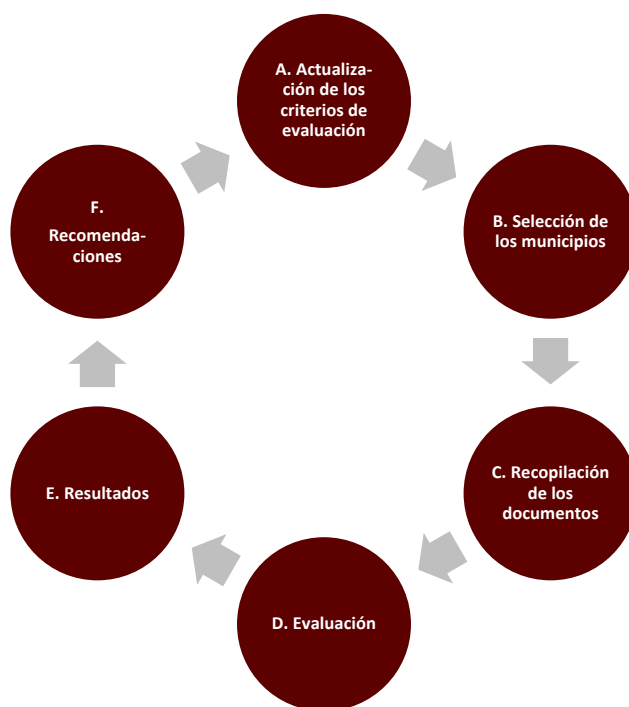 A. Actualiza-
ción de los
criterios de
evaluación
B. Selección de
los municipios
C. Recopilación
de los
documentos
D. Evaluación
E. Resultados
F.
Recomenda-
ciones